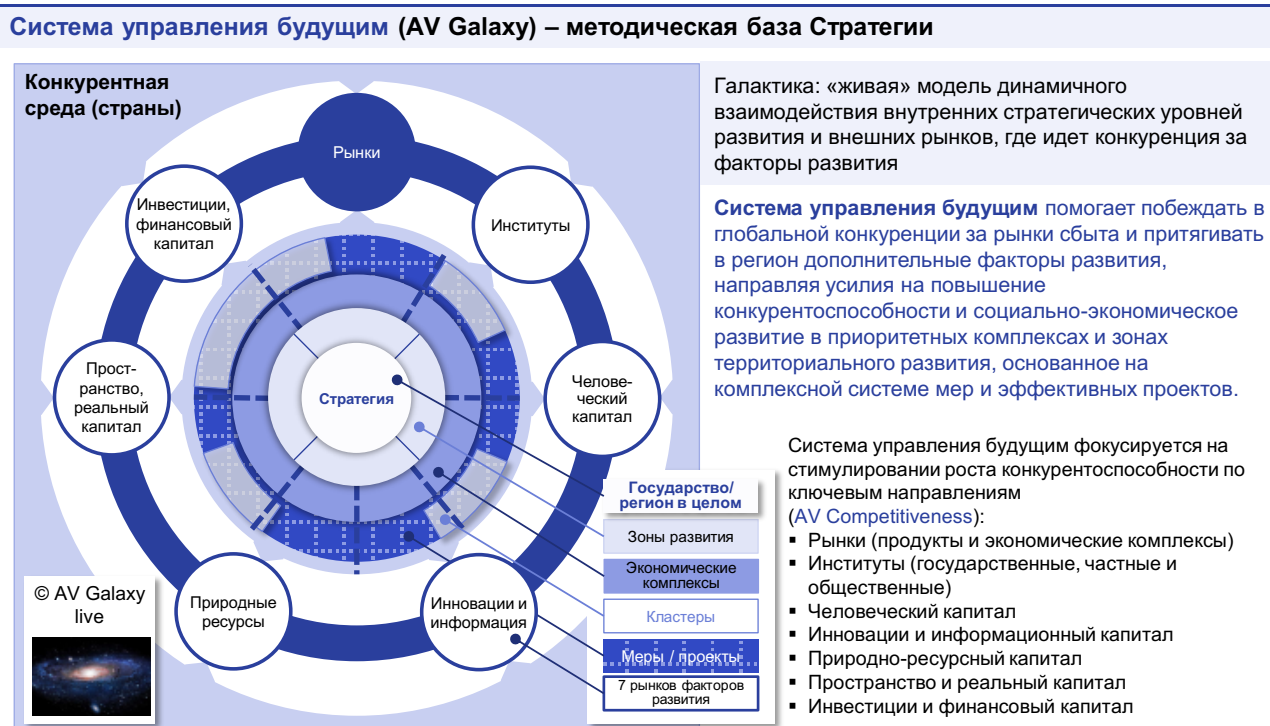 Система управления будущим (AV Galaxy) – методическая база Стратегии
Конкурентная
среда (страны)
Рынки
Инвестиции,
финансовый
капитал
Институты
Прост-
ранство,
реальный
капитал
Стратегия
Челове-
ческий
капитал
Природные
ресурсы
Инновации и
информация
© AV Galaxy
live
Государство/
регион в целом
Зоны развития
Экономические
комплексы
Кластеры
Меры / проекты
7 рынков факторов
развития
Галактика: «живая» модель динамичного
взаимодействия внутренних стратегических уровней
развития и внешних рынков, где идет конкуренция за
факторы развития
Система управления будущим помогает побеждать в
глобальной конкуренции за рынки сбыта и притягивать
в регион дополнительные факторы развития,
направляя усилия на повышение
конкурентоспособности и социально-экономическое
развитие в приоритетных комплексах и зонах
территориального развития, основанное на
комплексной системе мер и эффективных проектов.
Система управления будущим фокусируется на
стимулировании роста конкурентоспособности по
ключевым направлениям
(AV Competitiveness):
▪ Рынки (продукты и экономические комплексы)
▪ Институты (государственные, частные и
общественные)
▪ Человеческий капитал
▪ Инновации и информационный капитал
▪ Природно-ресурсный капитал
▪ Пространство и реальный капитал
▪ Инвестиции и финансовый капитал